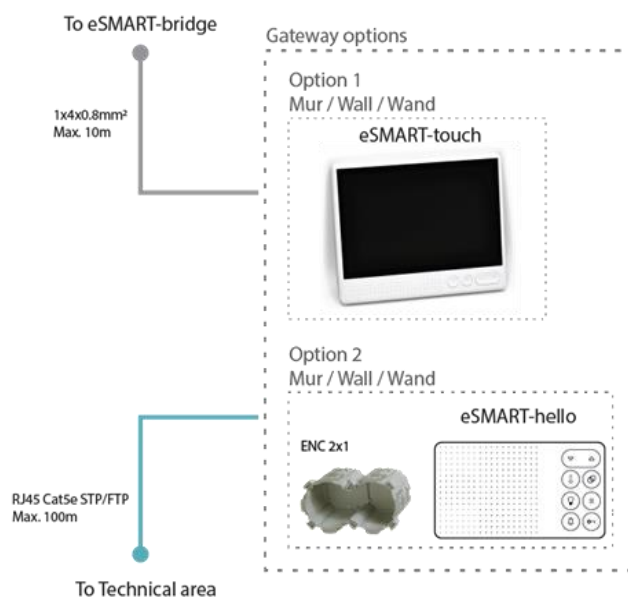 To eSMART-bridge
1x4x0.8mm²
Max. 10m
Gateway options
Option 1
Mur / Wall / Wand
eSMART-touch
Option 2
Mur / Wall / Wand
eSMART-hello
ENC 2x1
RJ45 Cat5e STP/FTP
Max. 100m
To Technical area